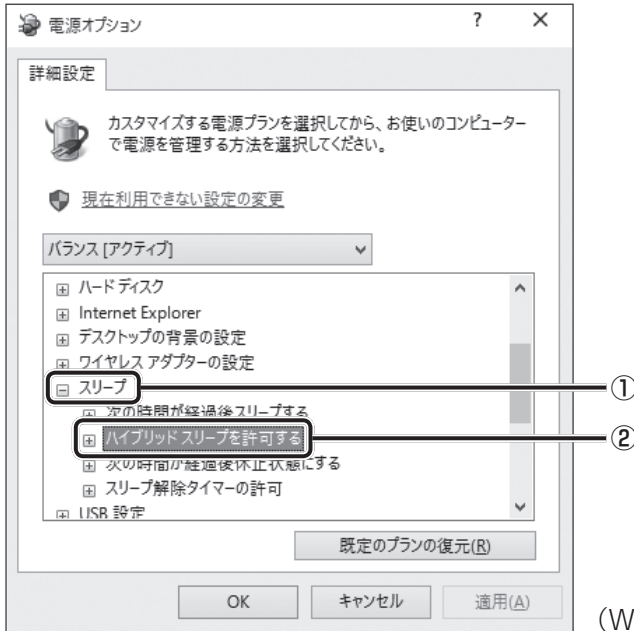 電源オプション ? ×
詳細設定
カスタマイズする電源プランを選択してから、お使いのコンピューター
で電源を管理する方法を選択してください。
現在利用できない設定の変更
バランス [アクティブ]
ハード ディスク
Internet Explorer
デスクトップの背景の設定
ワイヤレス アダプターの設定
スリープ ①
次の時間が経過後スリープする
ハイブリッド スリープを許可する ②
次の時間が経過後休止状態にする
スリープ解除タイマーの許可
USB 設定
既定のプランの復元(R)
OK キャンセル 適用(A)
(W